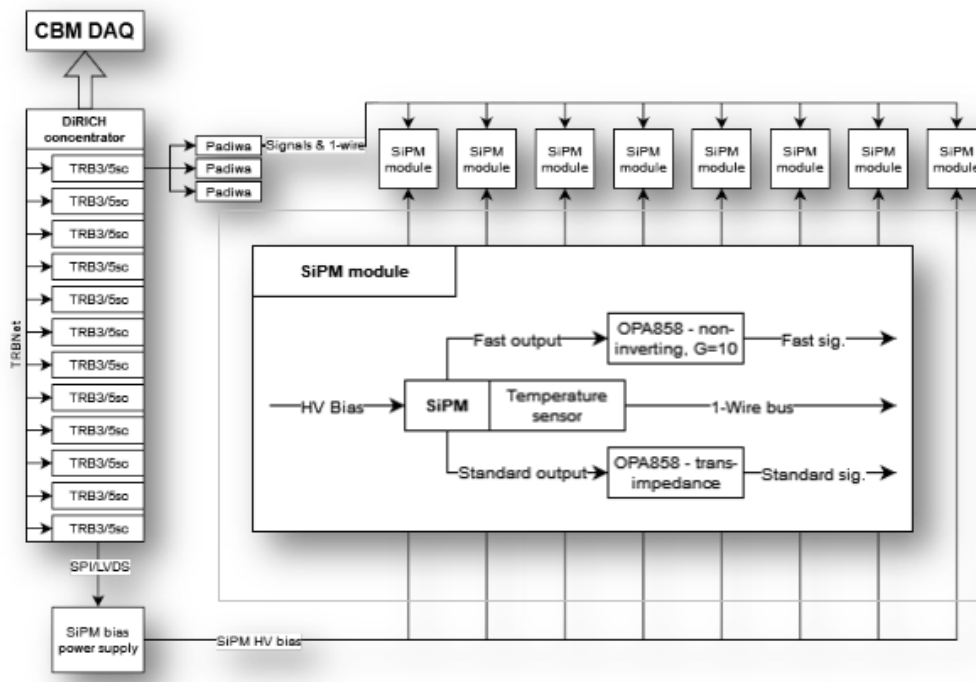 CBM DAQ
DiRICH
concentrator
TRB3/5sc
TRB3/5sc
TRB3/5sc
TRB3/5sc
TRB3/5sc
TRB3/5sc
TRB3/5sc
TRB3/5sc
TRB3/5sc
TRB3/5sc
TRB3/5sc
TRB3/5sc
TRBNet
SPI/LVDS
SiPM bias
power supply
Padiwa
Padiwa
Padiwa
Signals & 1-wire
SiPM
module
SiPM
module
SiPM
module
SiPM
module
SiPM
module
SiPM
module
SiPM
module
SiPM
module
SiPM module
HV Bias
SiPM
Temperature
sensor
Fast output
OPA858 - non-
inverting, G=10
Fast sig.
1-Wire bus
Standard output
OPA858 - trans-
impedance
Standard sig.
SiPM HV bias